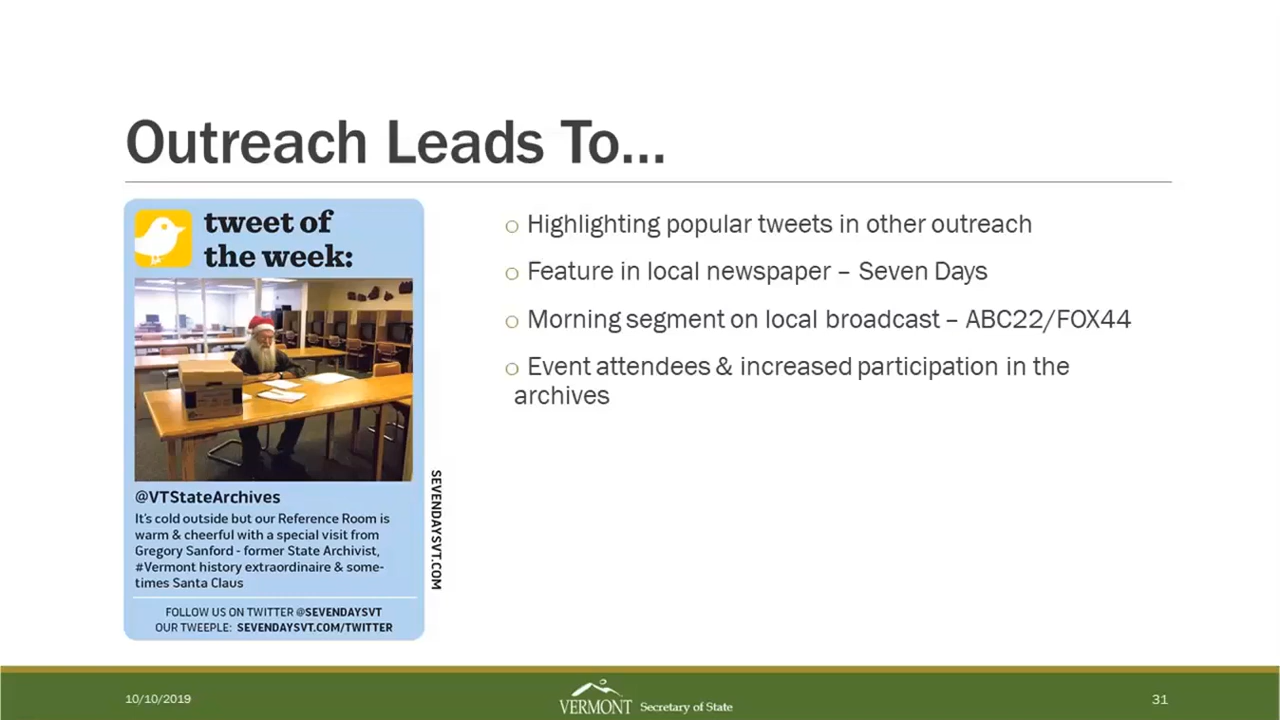 Outreach Leads To…
tweet of
the week:
@VTStateArchives
It's cold outside but our Reference Room is
warm & cheerful with a special visit from
Gregory Sanford - former State Archivist,
#Vermont history extraordinaire & some-
times Santa Claus
FOLLOW US ON TWITTER @SEVENDAYSVT
OUR TWEEPLE: SEVENDAYSVT.COM/TWITTER
SEVENDAYSVT.COM
o Highlighting popular tweets in other outreach
o Feature in local newspaper – Seven Days
o Morning segment on local broadcast – ABC22/FOX44
o Event attendees & increased participation in the
archives
10/10/2019
VERMONT Secretary of State
31